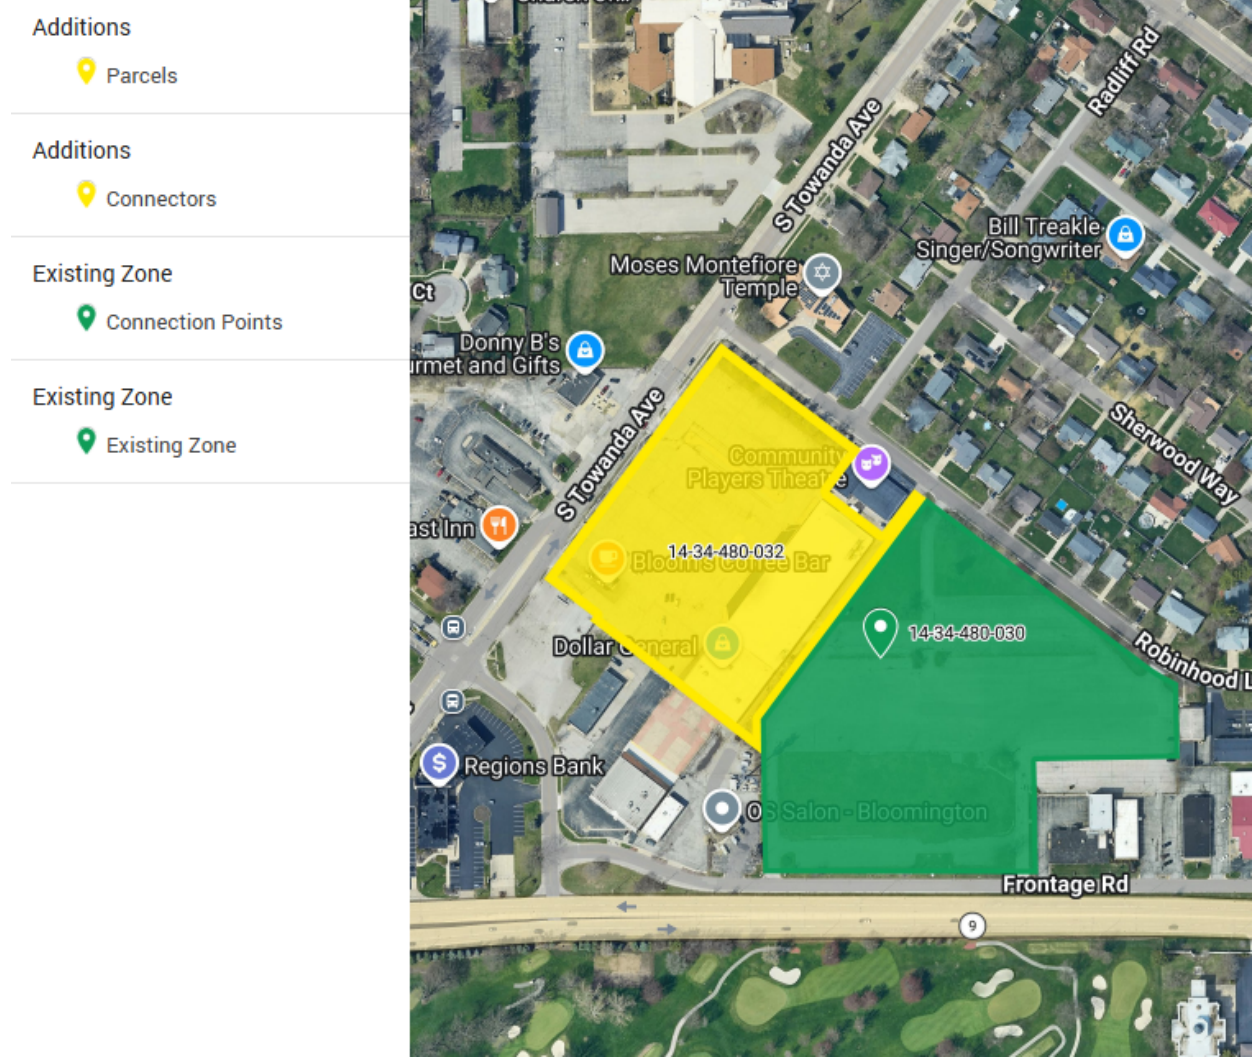 Additions
Parcels
Additions
Connectors
Existing Zone
Connection Points
Existing Zone
Existing Zone
Radliff Rd
S Towanda Ave
Bill Treakle
Singer/Songwriter
Moses Montefiore
Temple
Ct
Donny B's
urmet and Gifts
S Towanda Ave
Sherwood Way
Community
Players Theatre
ast Inn
14-34-480-032
Bloom's Coffee Bar
14-34-480-030
Dollar General
Robinhood L
$
Regions Bank
OS Salon - Bloomington
Frontage Rd
9